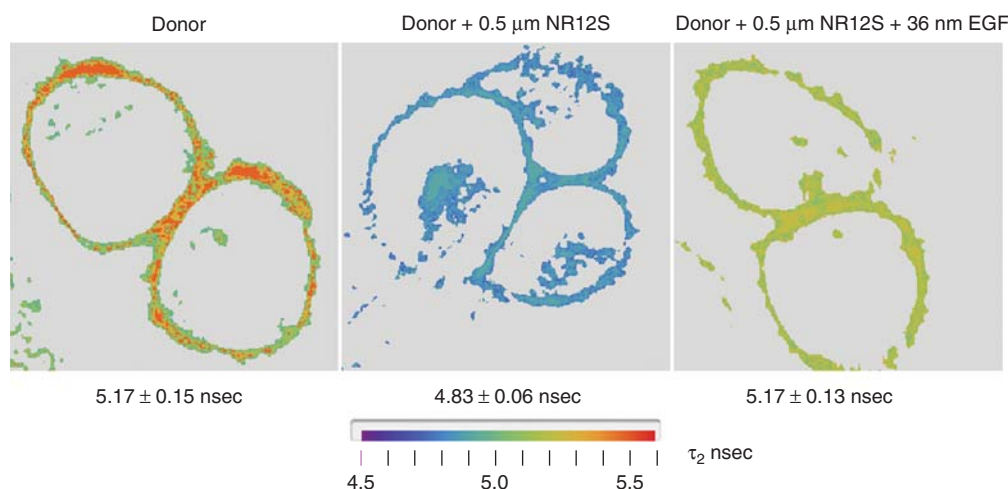 Donor
Donor + 0.5 μm NR12S
Donor + 0.5 μm NR12S + 36 nm EGF
5.17 ± 0.15 nsec
4.83 ± 0.06 nsec
5.17 ± 0.13 nsec
τ2 nsec
4.5
5.0
5.5